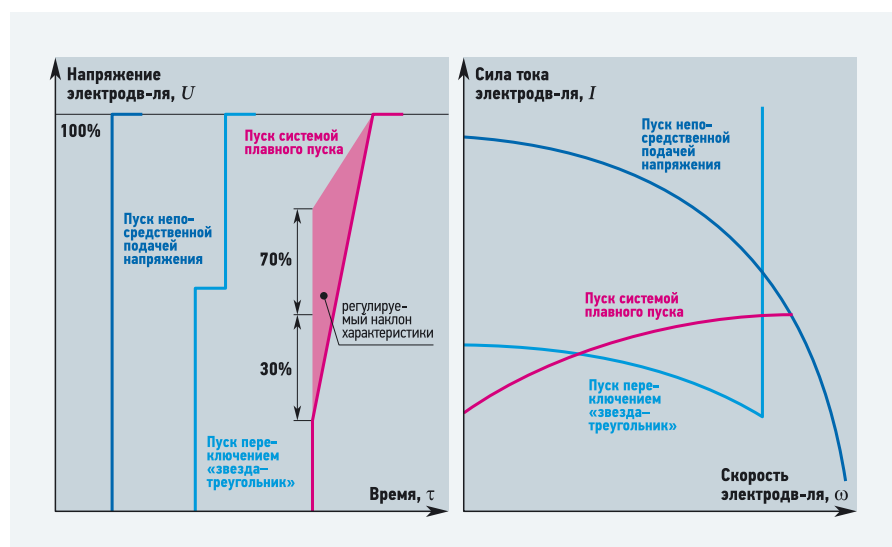 Напряжение
электродв-ля, U
100%
Пуск системой
плавного пуска
Пуск непо-
средственной
подачей
напряжения
70%
регулируе-
мый наклон
характеристики
30%
Пуск пере-
ключением
«звезда–
треугольник»
Время, τ
Сила тока
электродв-ля, I
Пуск непо-
средственной
подачей
напряжения
Пуск системой
плавного пуска
Пуск пере-
ключением
«звезда–
треугольник»
Скорость
электродв-ля, ω